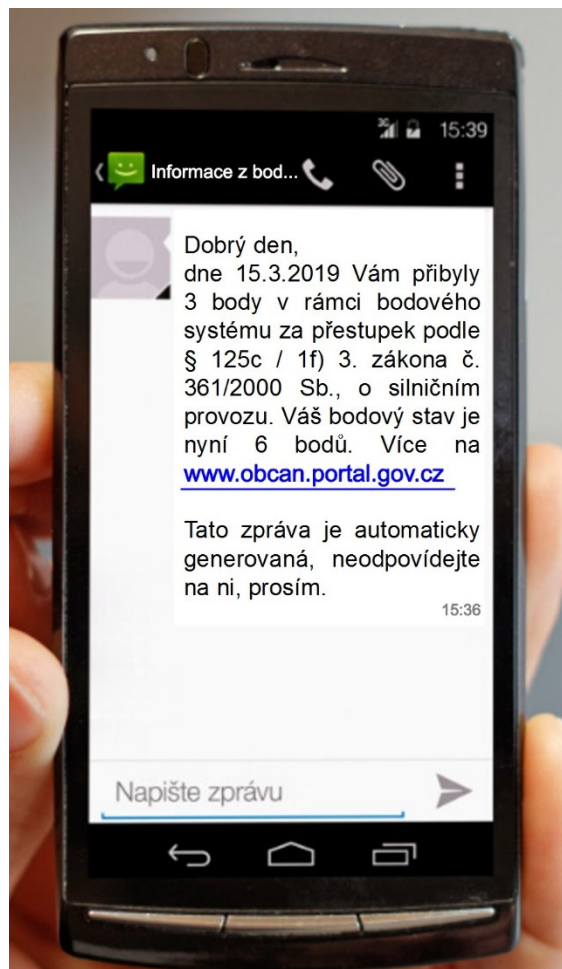 3G 15:39
Informace z bod...
Dobrý den,
dne 15.3.2019 Vám přibyly
3 body v rámci bodového
systému za přestupek podle
§ 125c / 1f) 3. zákona č.
361/2000 Sb., o silničním
provozu. Váš bodový stav je
nyní 6 bodů. Více na
www.obcan.portal.gov.cz
Tato zpráva je automaticky
generovaná, neodpovídejte
na ni, prosím.
15:36
Napište zprávu